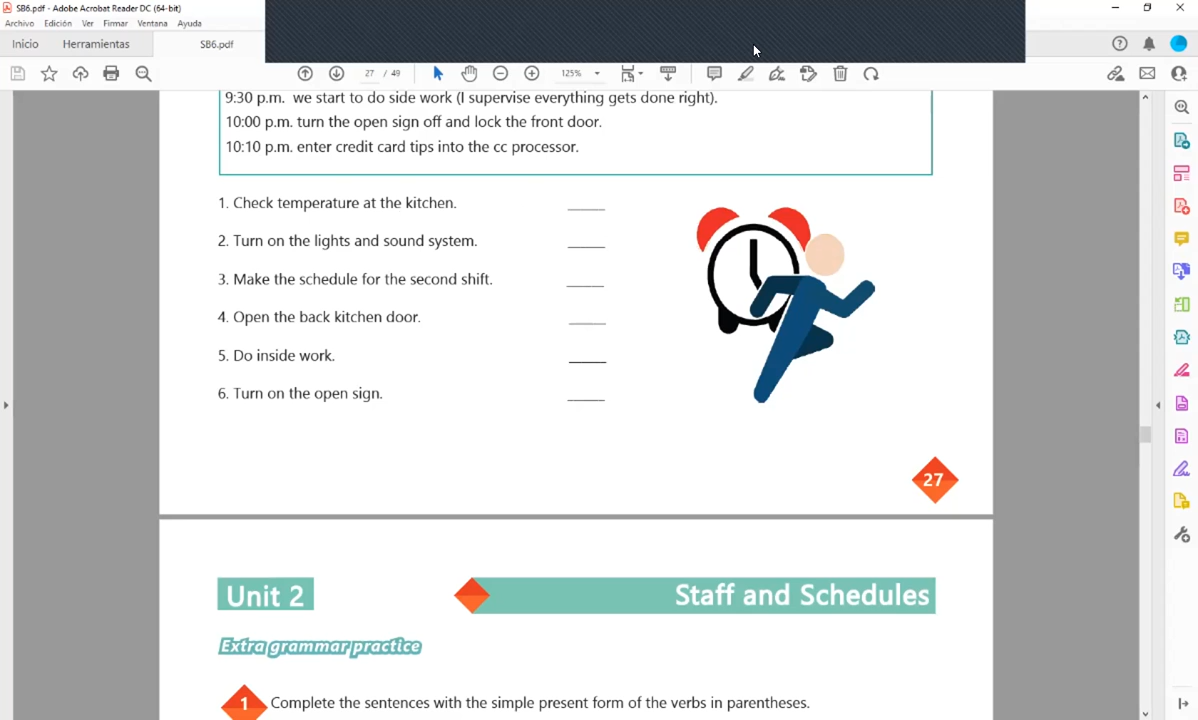 SB6.pdf - Adobe Acrobat Reader DC (64-bit)
Archivo Edición Ver Firmar Ventana Ayuda
Inicio Herramientas SB6.pdf
27 / 49 125%
9:30 p.m. we start to do side work (I supervise everything gets done right).
10:00 p.m. turn the open sign off and lock the front door.
10:10 p.m. enter credit card tips into the cc processor.
1. Check temperature at the kitchen. _____
2. Turn on the lights and sound system. _____
3. Make the schedule for the second shift. _____
4. Open the back kitchen door. _____
5. Do inside work. _____
6. Turn on the open sign. _____
27
Unit 2 Staff and Schedules
Extra grammar practice
1 Complete the sentences with the simple present form of the verbs in parentheses.